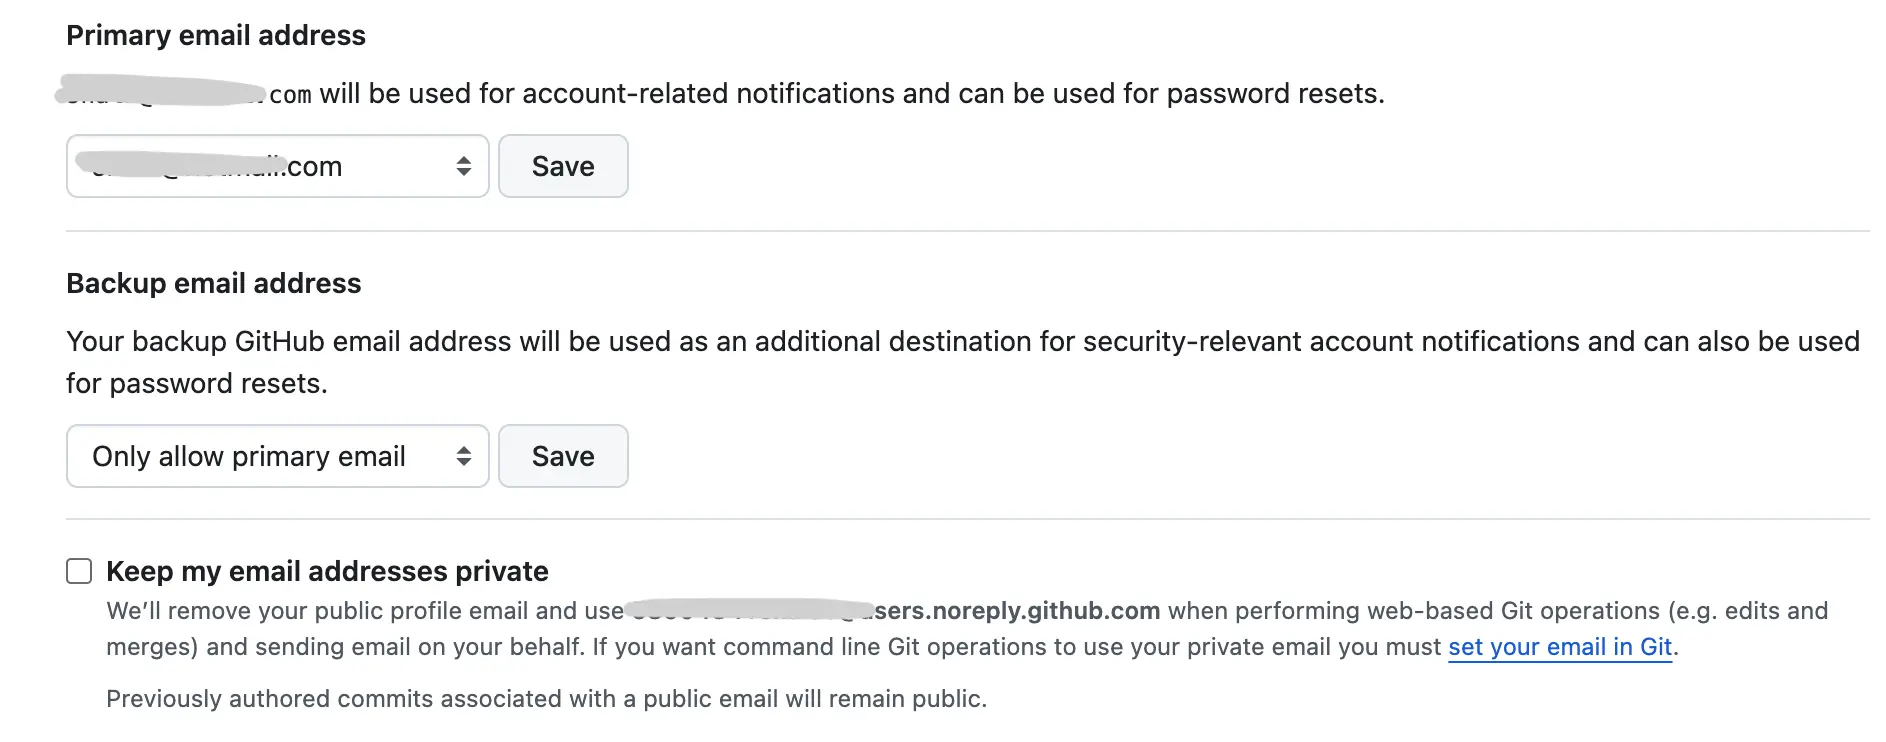 Primary email address
.com will be used for account-related notifications and can be used for password resets.
.com
Save
Backup email address
Your backup GitHub email address will be used as an additional destination for security-relevant account notifications and can also be used
for password resets.
Only allow primary email
Save
Keep my email addresses private
We’ll remove your public profile email and use sers.noreply.github.com when performing web-based Git operations (e.g. edits and
merges) and sending email on your behalf. If you want command line Git operations to use your private email you must set your email in Git.
Previously authored commits associated with a public email will remain public.